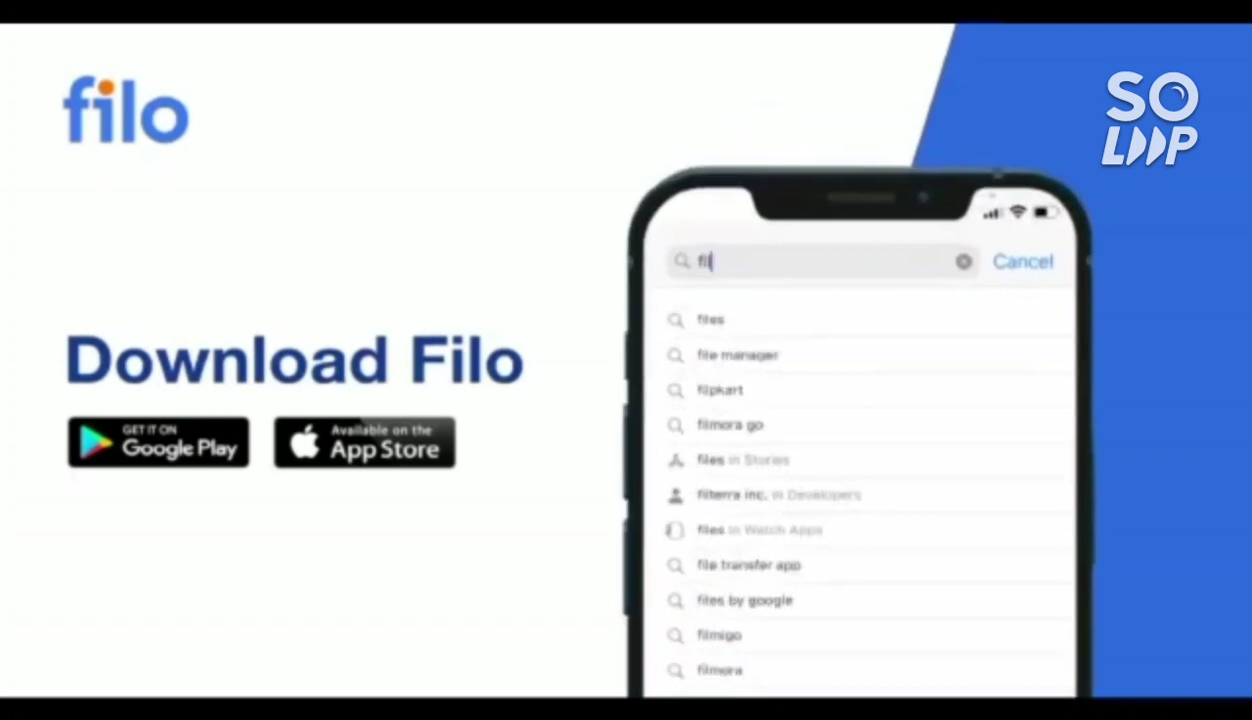 filo
SO
LOOP
Download Filo
GET IT ON
Google Play
Available on the
App Store
fil
Cancel
files
file manager
flipkart
filmora go
files in Stories
filterra inc. in Developers
files in Watch Apps
file transfer app
files by google
filmigo
filmora